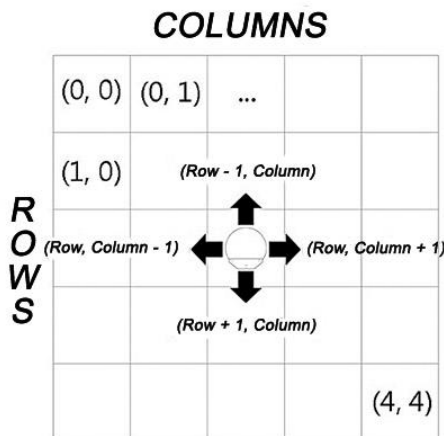 COLUMNS
(0, 0) (0, 1) ...
(1, 0)
(Row - 1, Column)
ROWS
(Row, Column - 1) (Row, Column + 1)
(Row + 1, Column)
(4, 4)